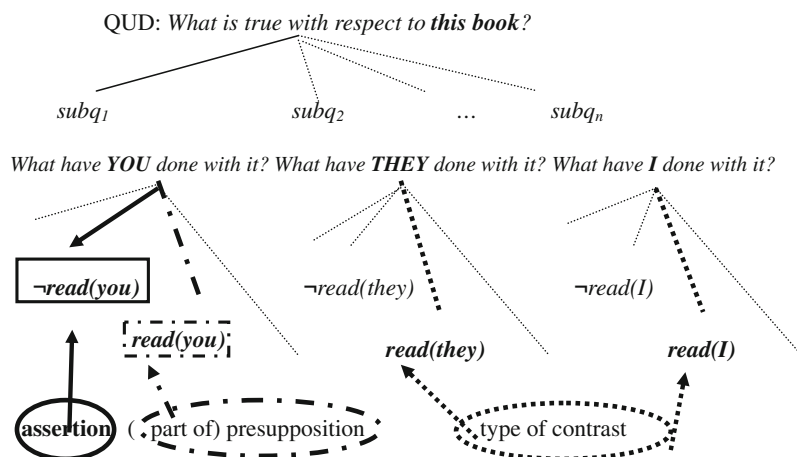 QUD: What is true with respect to this book?
subq1 subq2 … subqn
What have YOU done with it? What have THEY done with it? What have I done with it?
¬read(you) ¬read(they) ¬read(I)
read(you) read(they) read(I)
assertion ( part of) presupposition type of contrast